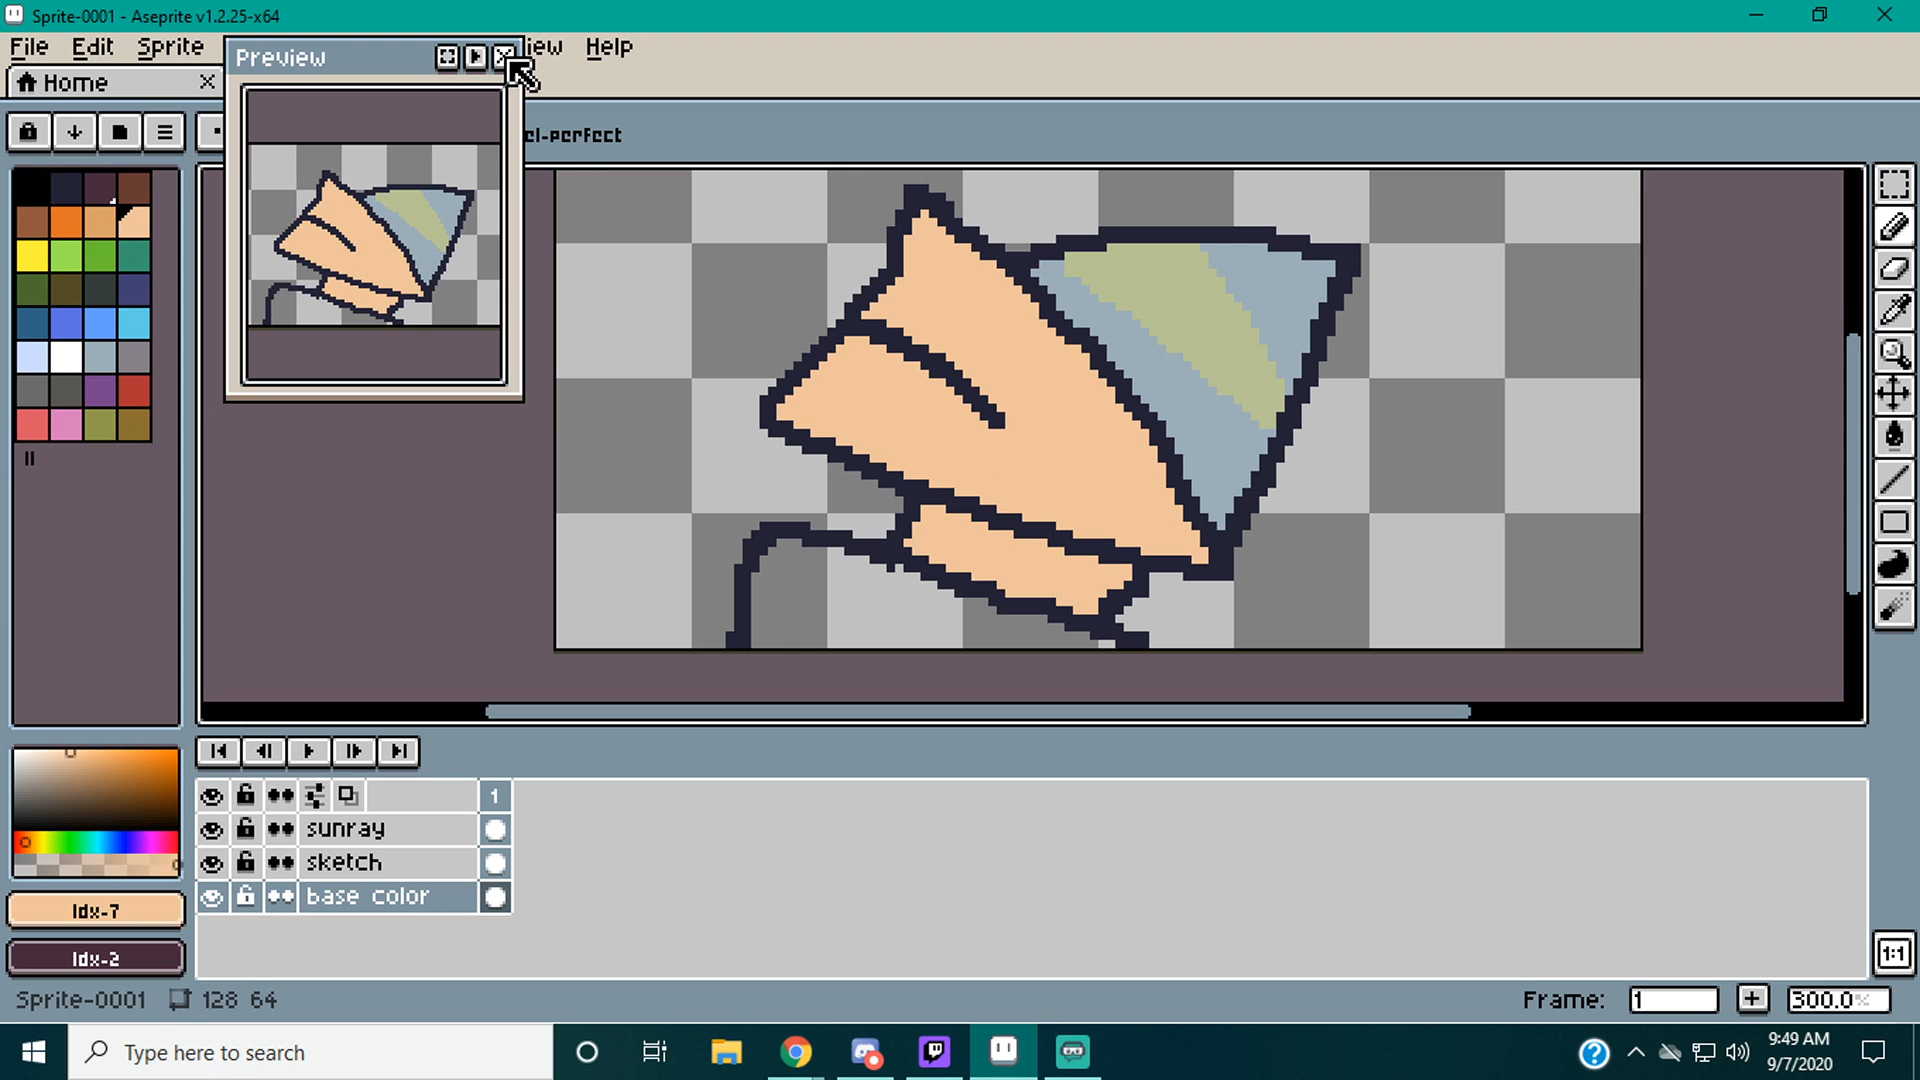 Sprite-0001 - Aseprite v1.2.25-x64
File Edit Sprite iew Help
Preview
Home
el-perfect
1
sunray
sketch
base color
Idx-7
Idx-2
1:1
Sprite-0001 128 64
Frame: 1 300.0%
Type here to search
9:49 AM
9/7/2020